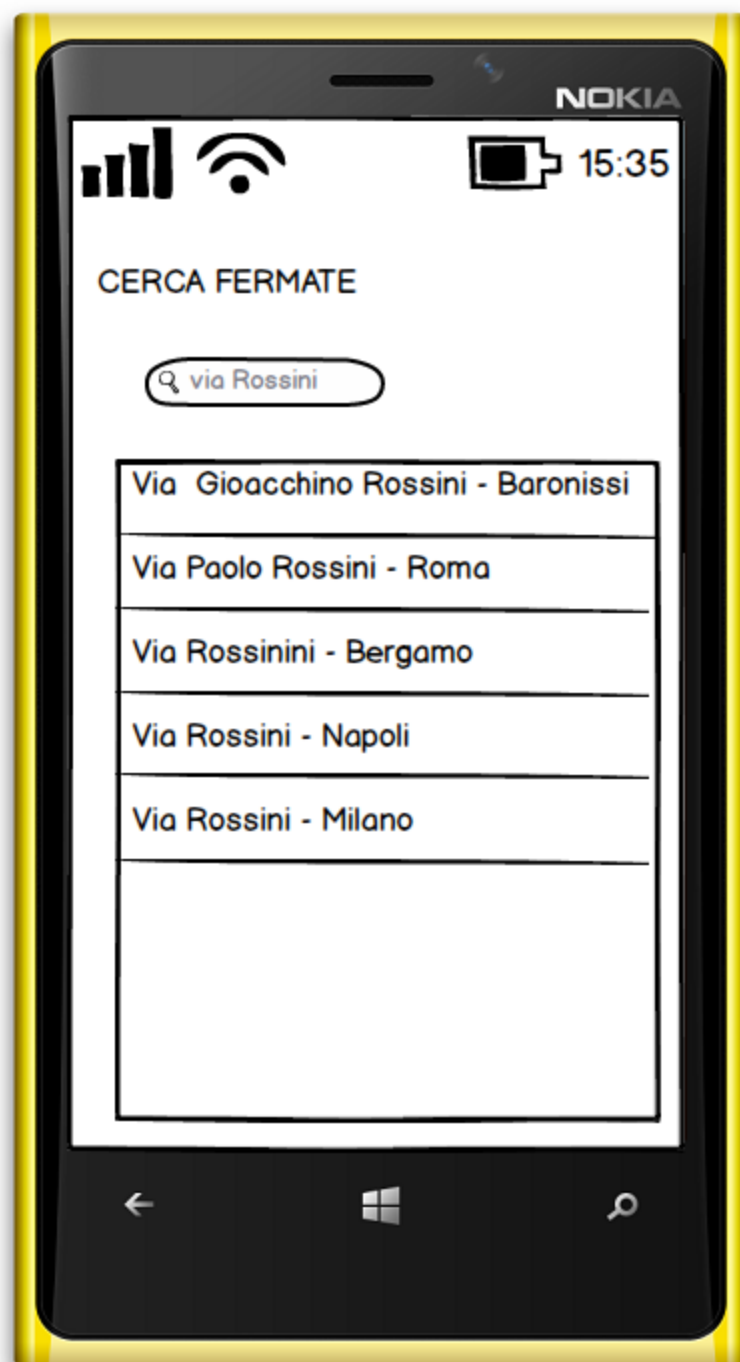 NOKIA
15:35
CERCA FERMATE
via Rossini
Via  Gioacchino Rossini - Baronissi
Via Paolo Rossini - Roma
Via Rossinini - Bergamo
Via Rossini - Napoli
Via Rossini - Milano